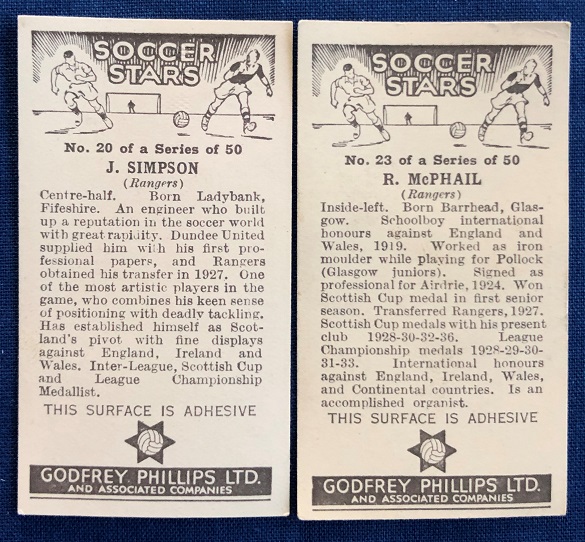 SOCCER
STARS
No. 20 of a Series of 50
J. SIMPSON
(Rangers)
Centre-half. Born Ladybank,
Fifeshire. An engineer who built
up a reputation in the soccer world
with great rapidity. Dundee United
supplied him with his first pro-
fessional papers, and Rangers
obtained his transfer in 1927. One
of the most artistic players in the
game, who combines his keen sense
of positioning with deadly tackling.
Has established himself as Scot-
land's pivot with fine displays
against England, Ireland and
Wales. Inter-League, Scottish Cup
and League Championship
Medallist.
THIS SURFACE IS ADHESIVE
GODFREY PHILLIPS LTD.
AND ASSOCIATED COMPANIES
SOCCER
STARS
No. 23 of a Series of 50
R. McPHAIL
(Rangers)
Inside-left. Born Barrhead, Glas-
gow. Schoolboy international
honours against England and
Wales, 1919. Worked as iron
moulder while playing for Pollock
(Glasgow juniors). Signed as
professional for Airdrie, 1924. Won
Scottish Cup medal in first senior
season. Transferred Rangers, 1927.
Scottish Cup medals with his present
club 1928-30-32-36. League
Championship medals 1928-29-30-
31-33. International honours
against England, Ireland, Wales,
and Continental countries. Is an
accomplished organist.
THIS SURFACE IS ADHESIVE
GODFREY PHILLIPS LTD.
AND ASSOCIATED COMPANIES